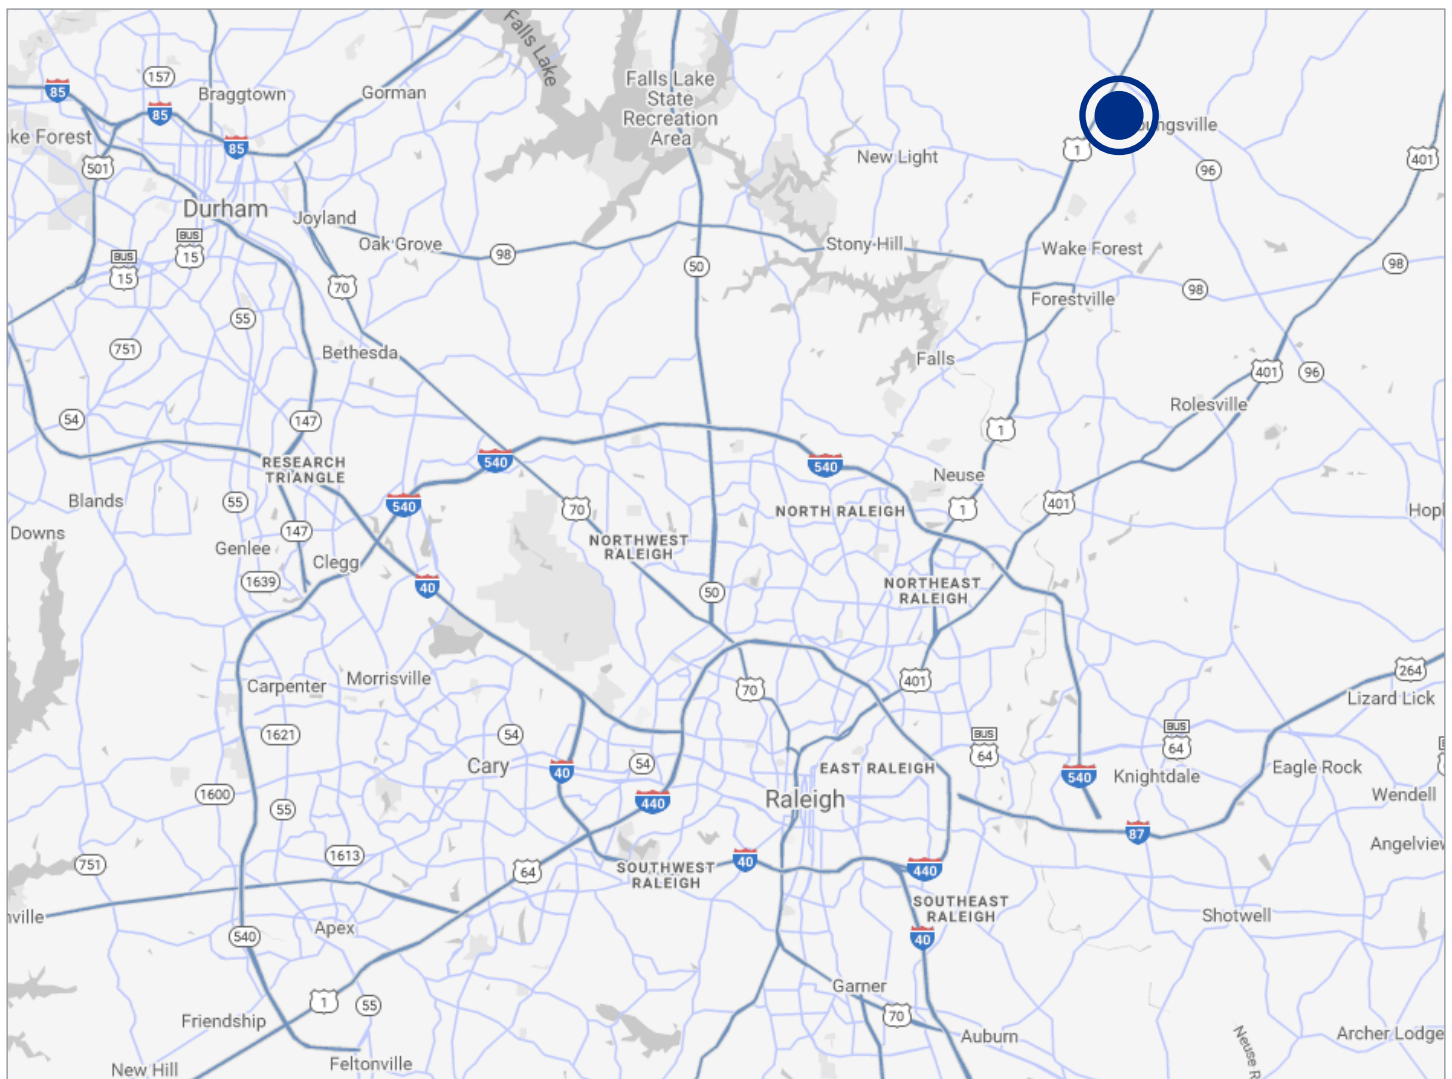 Falls Lake
85
157
Braggtown
Gorman
Falls Lake
State
Recreation
Area
85
85
ke Forest
501
1
oungsville
96
401
New Light
Durham
Joyland
Oak Grove
98
50
Stony Hill
Wake Forest
98
98
Forestville
BUS
15
BUS
15
70
55
751
Bethesda
Falls
401
96
Rolesville
54
147
540
540
1
RESEARCH
TRIANGLE
Neuse
Blands
55
540
70
NORTH RALEIGH
1
401
Hopl
Downs
147
Genlee
Clegg
NORTHWEST
RALEIGH
1639
40
50
NORTHEAST
RALEIGH
Carpenter
Morrisville
70
401
264
Lizard Lick
1621
54
Cary
40
54
440
EAST RALEIGH
BUS
64
BUS
64
540
Knightdale
Eagle Rock
1600
55
Raleigh
87
Wendell
Angelview
751
1613
64
SOUTHWEST
RALEIGH
40
440
SOUTHEAST
RALEIGH
Shotwell
nville
Apex
540
40
1
55
Garner
70
Friendship
Auburn
Archer Lodge
Neuse R
New Hill
Feltonville